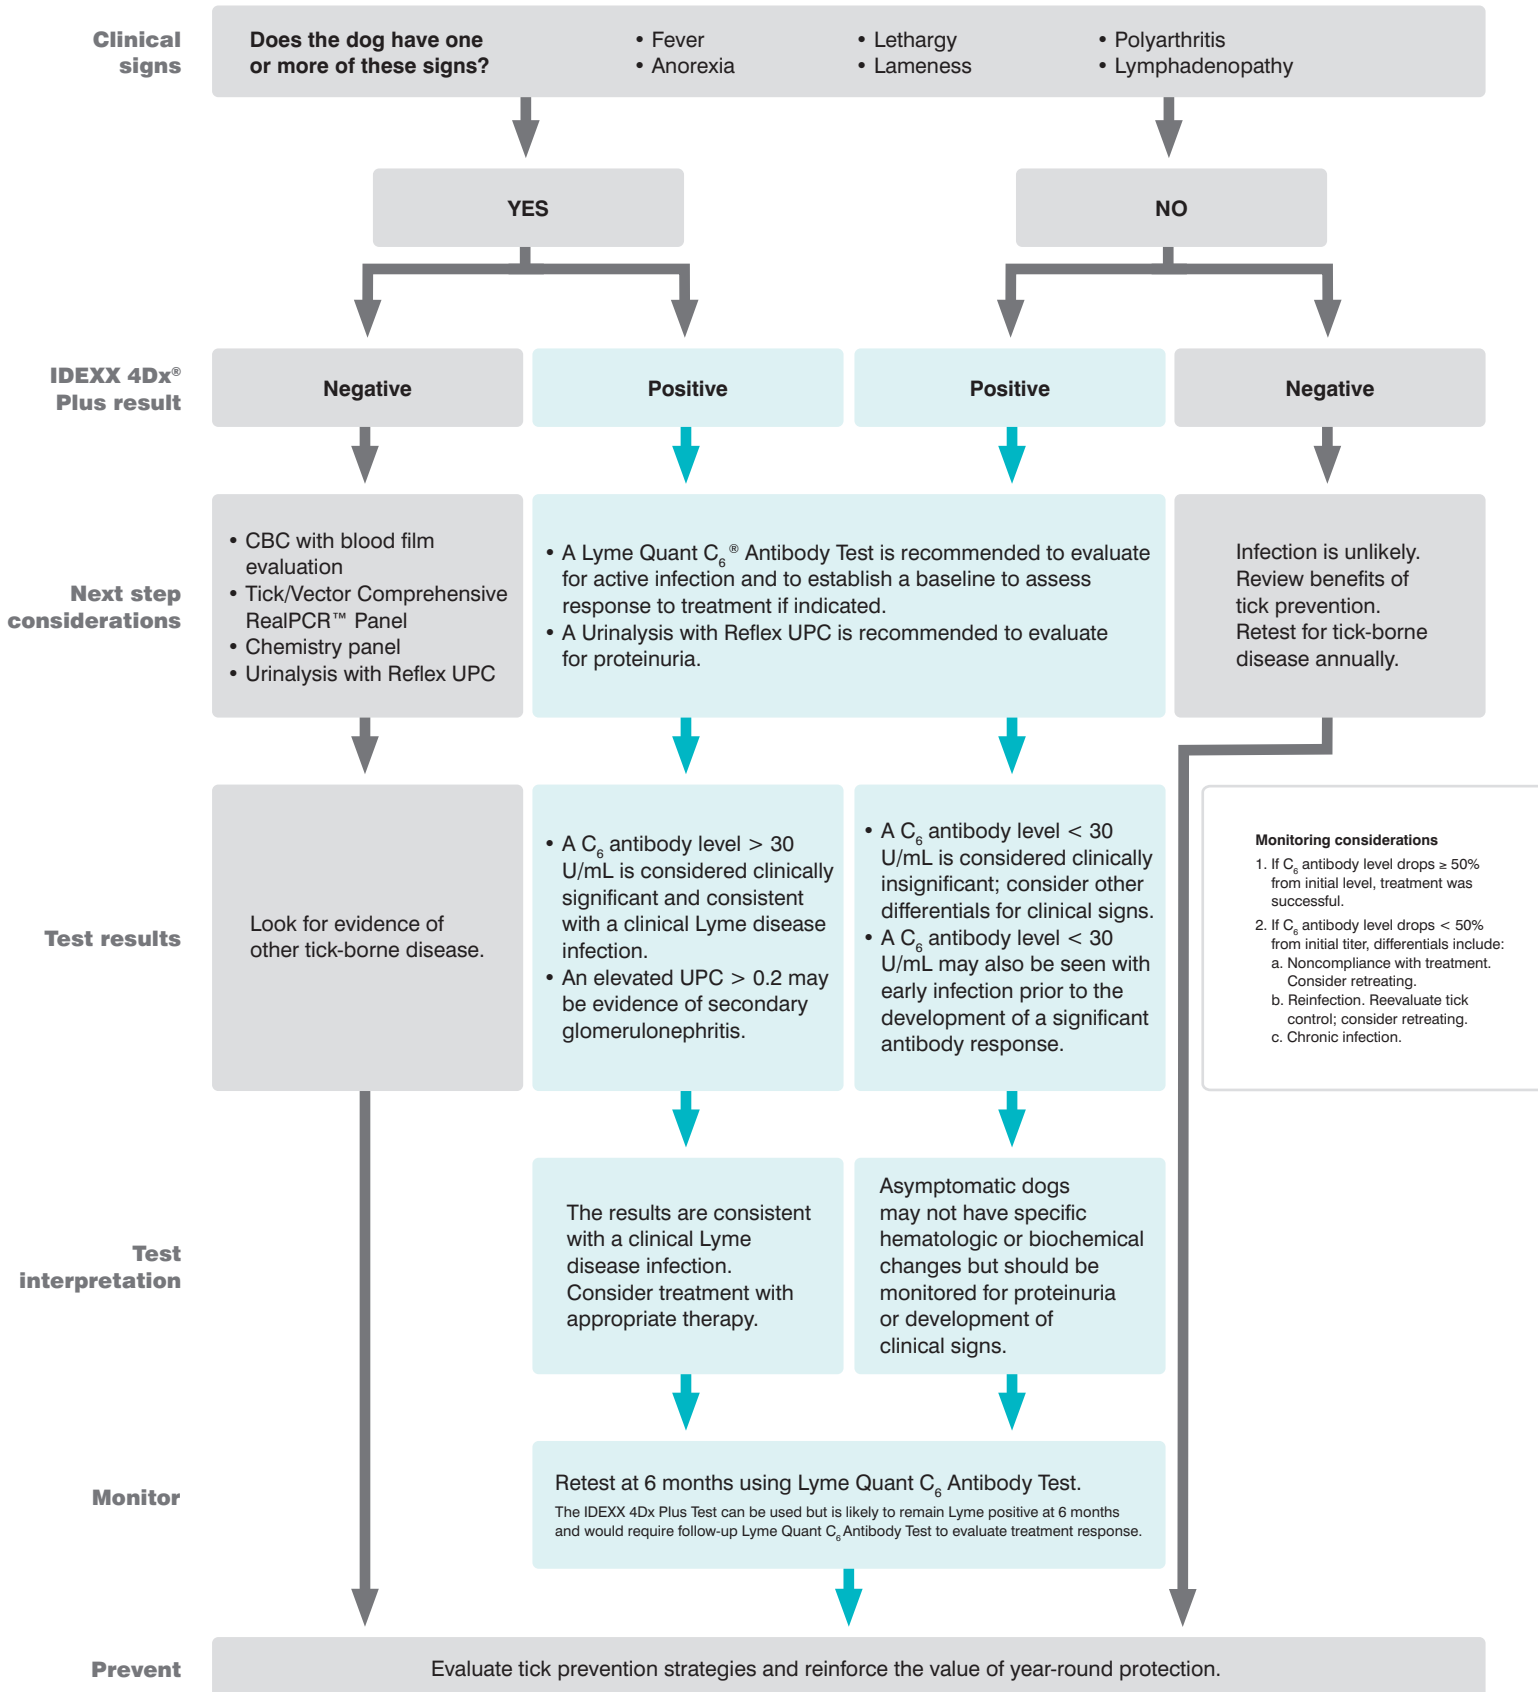 Clinical
signs
Does the dog have one
or more of these signs?
• Fever
• Anorexia
• Lethargy
• Lameness
• Polyarthritis
• Lymphadenopathy
YES
NO
IDEXX 4Dx®
Plus result
Negative
Positive
Positive
Negative
Next step
considerations
• CBC with blood film
evaluation
• Tick/Vector Comprehensive
RealPCR™ Panel
• Chemistry panel
• Urinalysis with Reflex UPC
• A Lyme Quant C₆® Antibody Test is recommended to evaluate
for active infection and to establish a baseline to assess
response to treatment if indicated.
• A Urinalysis with Reflex UPC is recommended to evaluate
for proteinuria.
Infection is unlikely.
Review benefits of
tick prevention.
Retest for tick-borne
disease annually.
Test results
Look for evidence of
other tick-borne disease.
• A C₆ antibody level > 30
U/mL is considered clinically
significant and consistent
with a clinical Lyme disease
infection.
• An elevated UPC > 0.2 may
be evidence of secondary
glomerulonephritis.
• A C₆ antibody level < 30
U/mL is considered clinically
insignificant; consider other
differentials for clinical signs.
• A C₆ antibody level < 30
U/mL may also be seen with
early infection prior to the
development of a significant
antibody response.
Monitoring considerations
1. If C₆ antibody level drops ≥ 50%
from initial level, treatment was
successful.
2. If C₆ antibody level drops < 50%
from initial titer, differentials include:
a. Noncompliance with treatment.
Consider retreating.
b. Reinfection. Reevaluate tick
control; consider retreating.
c. Chronic infection.
Test
interpretation
The results are consistent
with a clinical Lyme
disease infection.
Consider treatment with
appropriate therapy.
Asymptomatic dogs
may not have specific
hematologic or biochemical
changes but should be
monitored for proteinuria
or development of
clinical signs.
Monitor
Retest at 6 months using Lyme Quant C₆ Antibody Test.
The IDEXX 4Dx Plus Test can be used but is likely to remain Lyme positive at 6 months
and would require follow-up Lyme Quant C₆ Antibody Test to evaluate treatment response.
Prevent
Evaluate tick prevention strategies and reinforce the value of year-round protection.